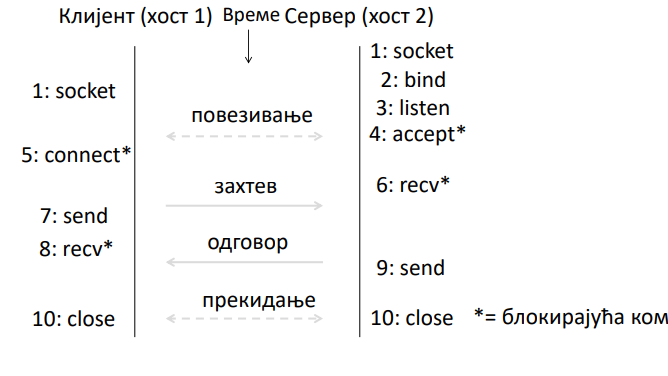 Клијент (хост 1) Време Сервер (хост 2)
1: socket
1: socket
2: bind
3: listen
повезивање
4: accept*
5: connect*
захтев
6: recv*
7: send
8: recv*
одговор
9: send
прекидање
10: close
10: close *= блокирајућа ком